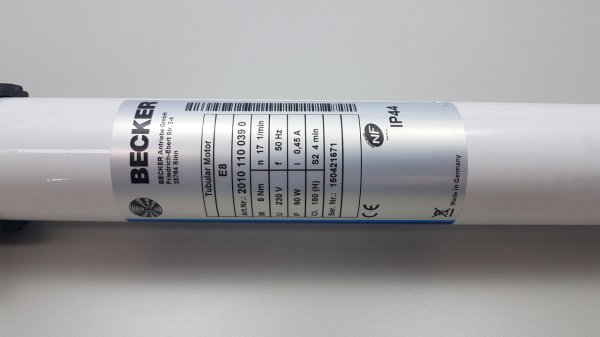 BECKER
BECKER Antriebe GmbH
Friedrich-Ebert Str. 2-4
35764 Sinn
Tubular Motor
E8
Art.Nr.: 2010 110 039 0
M 8 Nm n 17 1/min
U 230 V f 50 Hz
P 90 W I 0,45 A
Cl. 180 (H) S2 4 min
Ser. Nr.: 150421671
CE
NF
IP44
Made in Germany